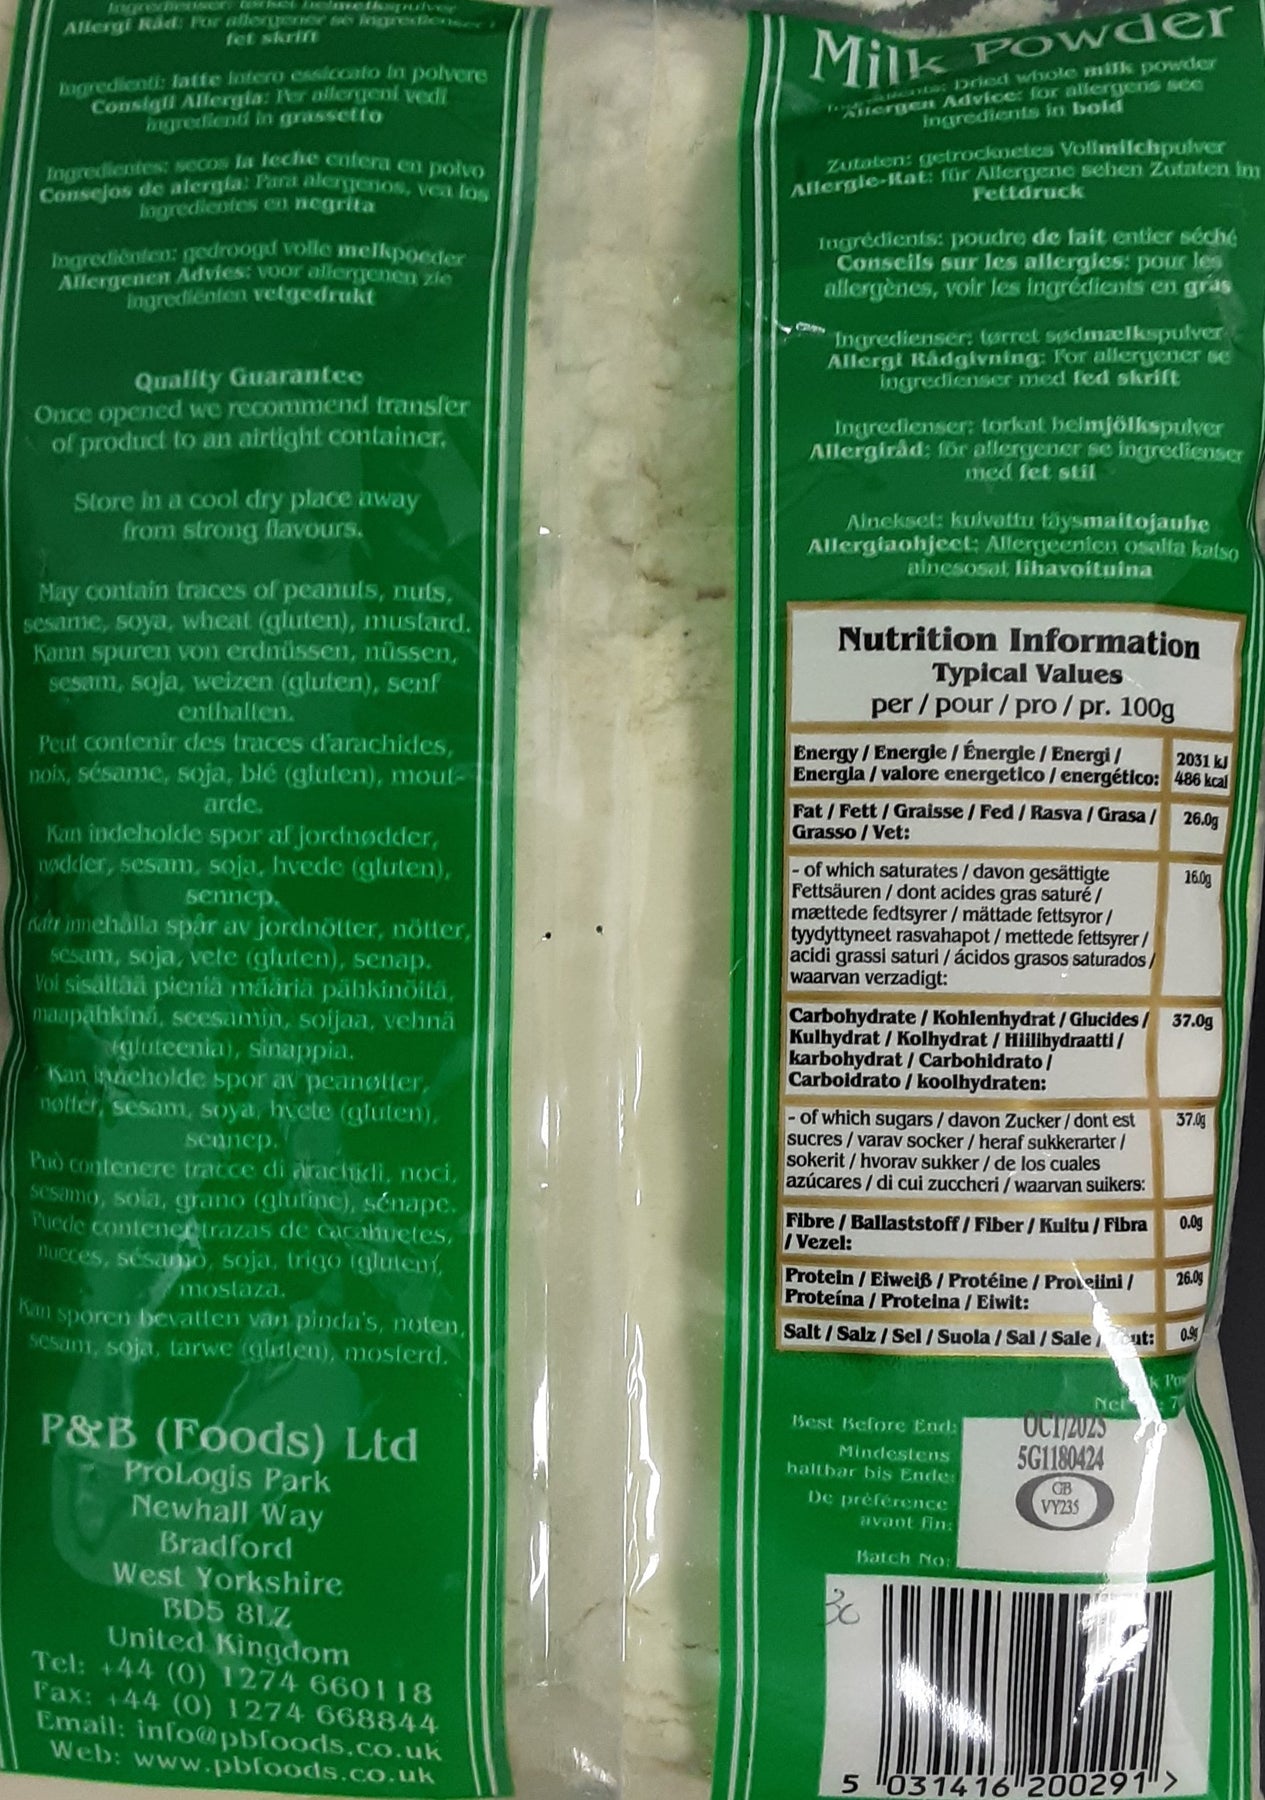 Ingredienser: tørket helmelkspulver
Allergi Råd: For allergener se ingredienser i
fet skrift
Ingredienti: latte intero essiccato in polvere
Consigli Allergia: Per allergeni vedi
ingredienti in grassetto
Ingredientes: secos la leche entera en polvo
Consejos de alergia: Para alergenos, vea los
Ingredientes en negrita
Ingrediënten: gedroogd volle melkpoeder
Allergenen Advies: voor allergenen zie
ingrediënten vetgedrukt
Quality Guarantee
Once opened we recommend transfer
of product to an airtight container.
Store in a cool dry place away
from strong flavours.
May contain traces of peanuts, nuts,
sesame, soya, wheat (gluten), mustard.
Kann spuren von erdnüssen, nüssen,
sesam, soja, weizen (gluten), senf
enthalten.
Peut contenir des traces d'arachides,
noix, sésame, soja, blé (gluten), mout-
arde.
Kan indeholde spor af jordnødder,
nødder, sesam, soja, hvede (gluten),
sennep.
Kan innehålla spår av jordnötter, nötter,
sesam, soja, vete (gluten), senap.
Voi sisältää pieniä määriä pähkinöitä,
maapähkinä, seesamin, soijaa, vehnä
(gluteenia), sinappia.
Kan inneholde spor av peanøtter,
nøtter, sesam, soya, hvete (gluten),
sennep.
Può contenere tracce di arachidi, noci,
sesamo, soia, grano (glutine), sénape.
Puede contener trazas de cacahuetes,
nueces, sésamo, soja, trigo (gluten),
mostaza.
Kan sporen bevatten van pinda's, noten,
sesam, soja, tarwe (gluten), mosterd.
P&B (Foods) Ltd
ProLogis Park
Newhall Way
Bradford
West Yorkshire
BD5 8LZ
United Kingdom
Tel: +44 (0) 1274 660118
Fax: +44 (0) 1274 668844
Email: info@pbfoods.co.uk
Web: www.pbfoods.co.uk
Milk Powder
Dried whole milk powder
Allergen Advice: for allergens see
ingredients in bold
Zutaten: getrocknetes Vollmilchpulver
Allergie-Rat: für Allergene sehen Zutaten im
Fettdruck
Ingrédients: poudre de lait entier séché
Conseils sur les allergies: pour les
allergènes, voir les ingrédients en gras
Ingredienser: tørret sødmælkspulver
Allergi Rådgivning: For allergener se
ingredienser med fed skrift
Ingredienser: torkat helmjölkspulver
Allergiråd: för allergener se ingredienser
med fet stil
Ainekset: kuivattu täysmaitojauhe
Allergiaohjeet: Allergeenien osalta katso
ainesosat lihavoituina
Nutrition Information
Typical Values
per / pour / pro / pr. 100g
Energy / Energie / Énergie / Energi / 2031 kJ
Energia / valore energetico / energético: 486 kcal
Fat / Fett / Graisse / Fed / Rasva / Grasa / 26.0g
Grasso / Vet:
- of which saturates / davon gesättigte 16.0g
Fettsäuren / dont acides gras saturé /
mættede fedtsyrer / mättade fettsyror /
tyydyttyneet rasvahapot / mettede fettsyrer /
acidi grassi saturi / ácidos grasos saturados /
waarvan verzadigt:
Carbohydrate / Kohlenhydrat / Glucides / 37.0g
Kulhydrat / Kolhydrat / Hiilihydraatti /
karbohydrat / Carbohidrato /
Carboidrato / koolhydraten:
- of which sugars / davon Zucker / dont est 37.0g
sucres / varav socker / heraf sukkerarter /
sokerit / hvorav sukker / de los cuales
azúcares / di cui zuccheri / waarvan suikers:
Fibre / Ballaststoff / Fiber / Kuitu / Fibra 0.0g
/ Vezel:
Protein / Eiweiß / Protéine / Proteiini / 26.0g
Proteína / Proteina / Eiwit:
Salt / Salz / Sel / Suola / Sal / Sale / 0.9g
Best Before End: OCT/2025
Mindestens 5G1180424
haltbar bis Ende:
GB
VY235
De préférence
avant fin:
Batch No:
30
5 031416 200291 >